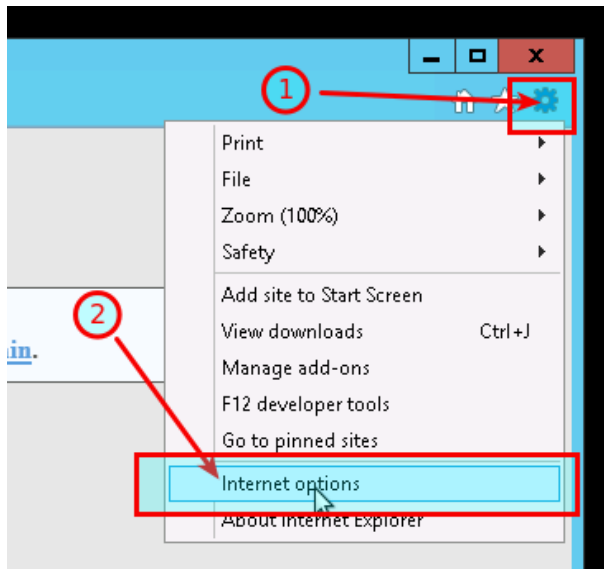 x
1
Print
File
Zoom (100%)
Safety
Add site to Start Screen
2
View downloads Ctrl+J
in.
Manage add-ons
F12 developer tools
Go to pinned sites
Internet options
About Internet Explorer